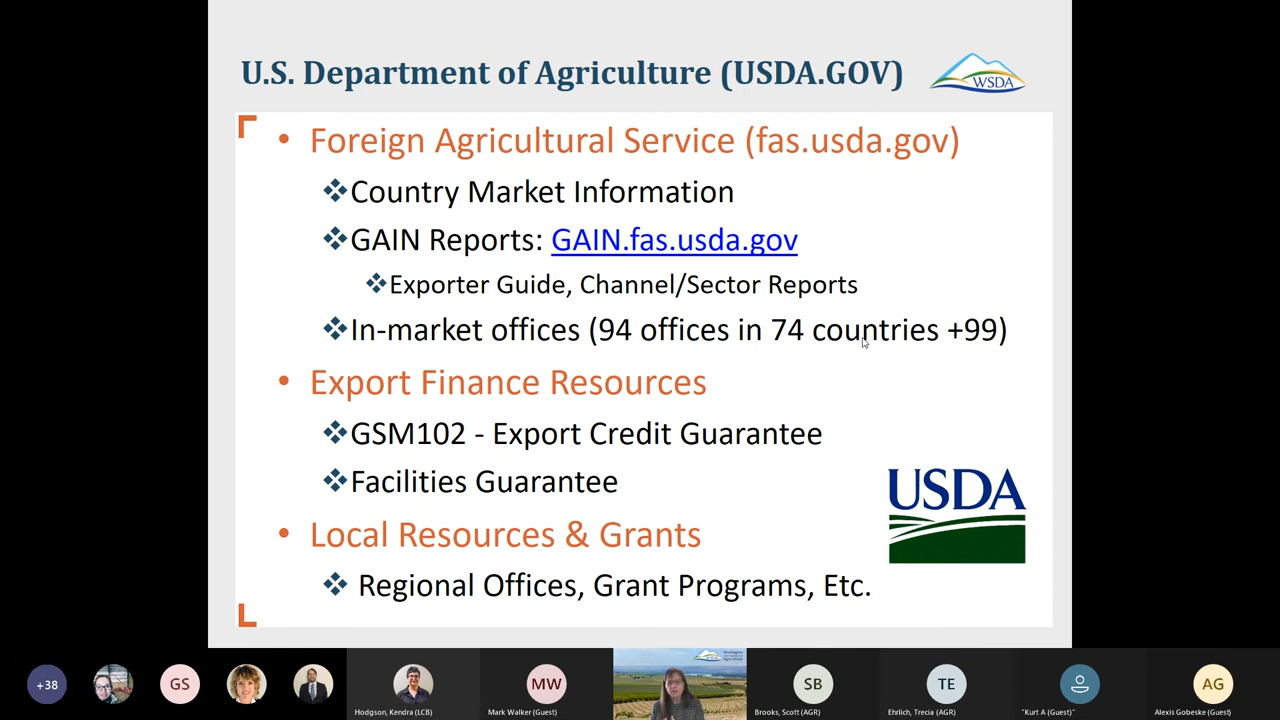 U.S. Department of Agriculture (USDA.GOV)
WSDA
• Foreign Agricultural Service (fas.usda.gov)
❖Country Market Information
❖GAIN Reports: GAIN.fas.usda.gov
❖Exporter Guide, Channel/Sector Reports
❖In-market offices (94 offices in 74 countries +99)
• Export Finance Resources
❖GSM102 - Export Credit Guarantee
❖Facilities Guarantee
USDA
• Local Resources & Grants
❖ Regional Offices, Grant Programs, Etc.
+38
GS
MW
SB
TE
AG
Hodgson, Kendra (LCB)
Mark Walker (Guest)
Brooks, Scott (AGR)
Ehrlich, Trecia (AGR)
"Kurt A (Guest)"
Alexis Gobeske (Guest)